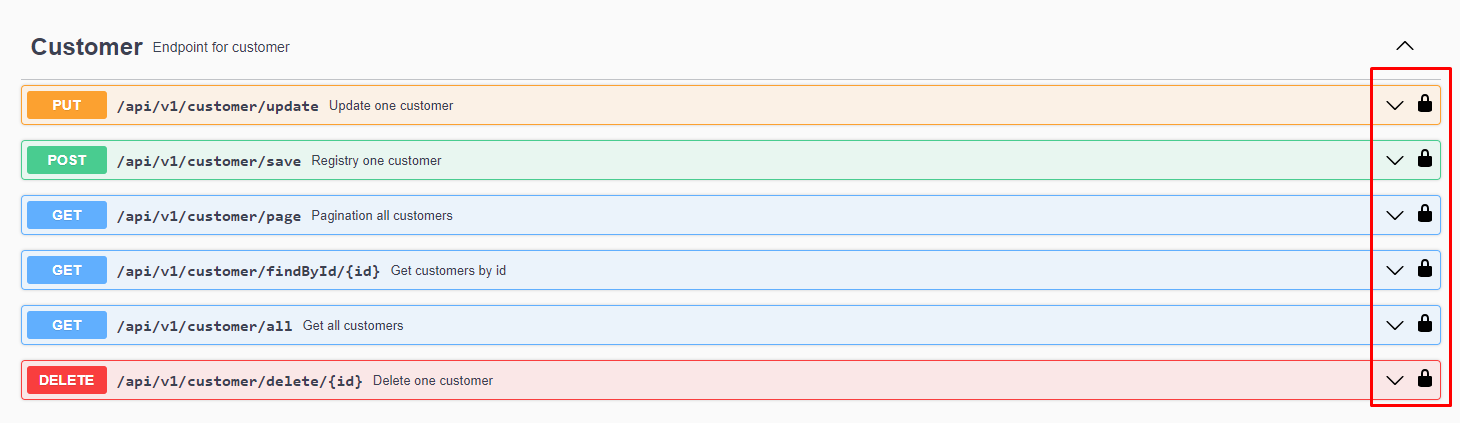 Customer Endpoint for customer
PUT /api/v1/customer/update Update one customer
POST /api/v1/customer/save Registry one customer
GET /api/v1/customer/page Pagination all customers
GET /api/v1/customer/findById/{id} Get customers by id
GET /api/v1/customer/all Get all customers
DELETE /api/v1/customer/delete/{id} Delete one customer